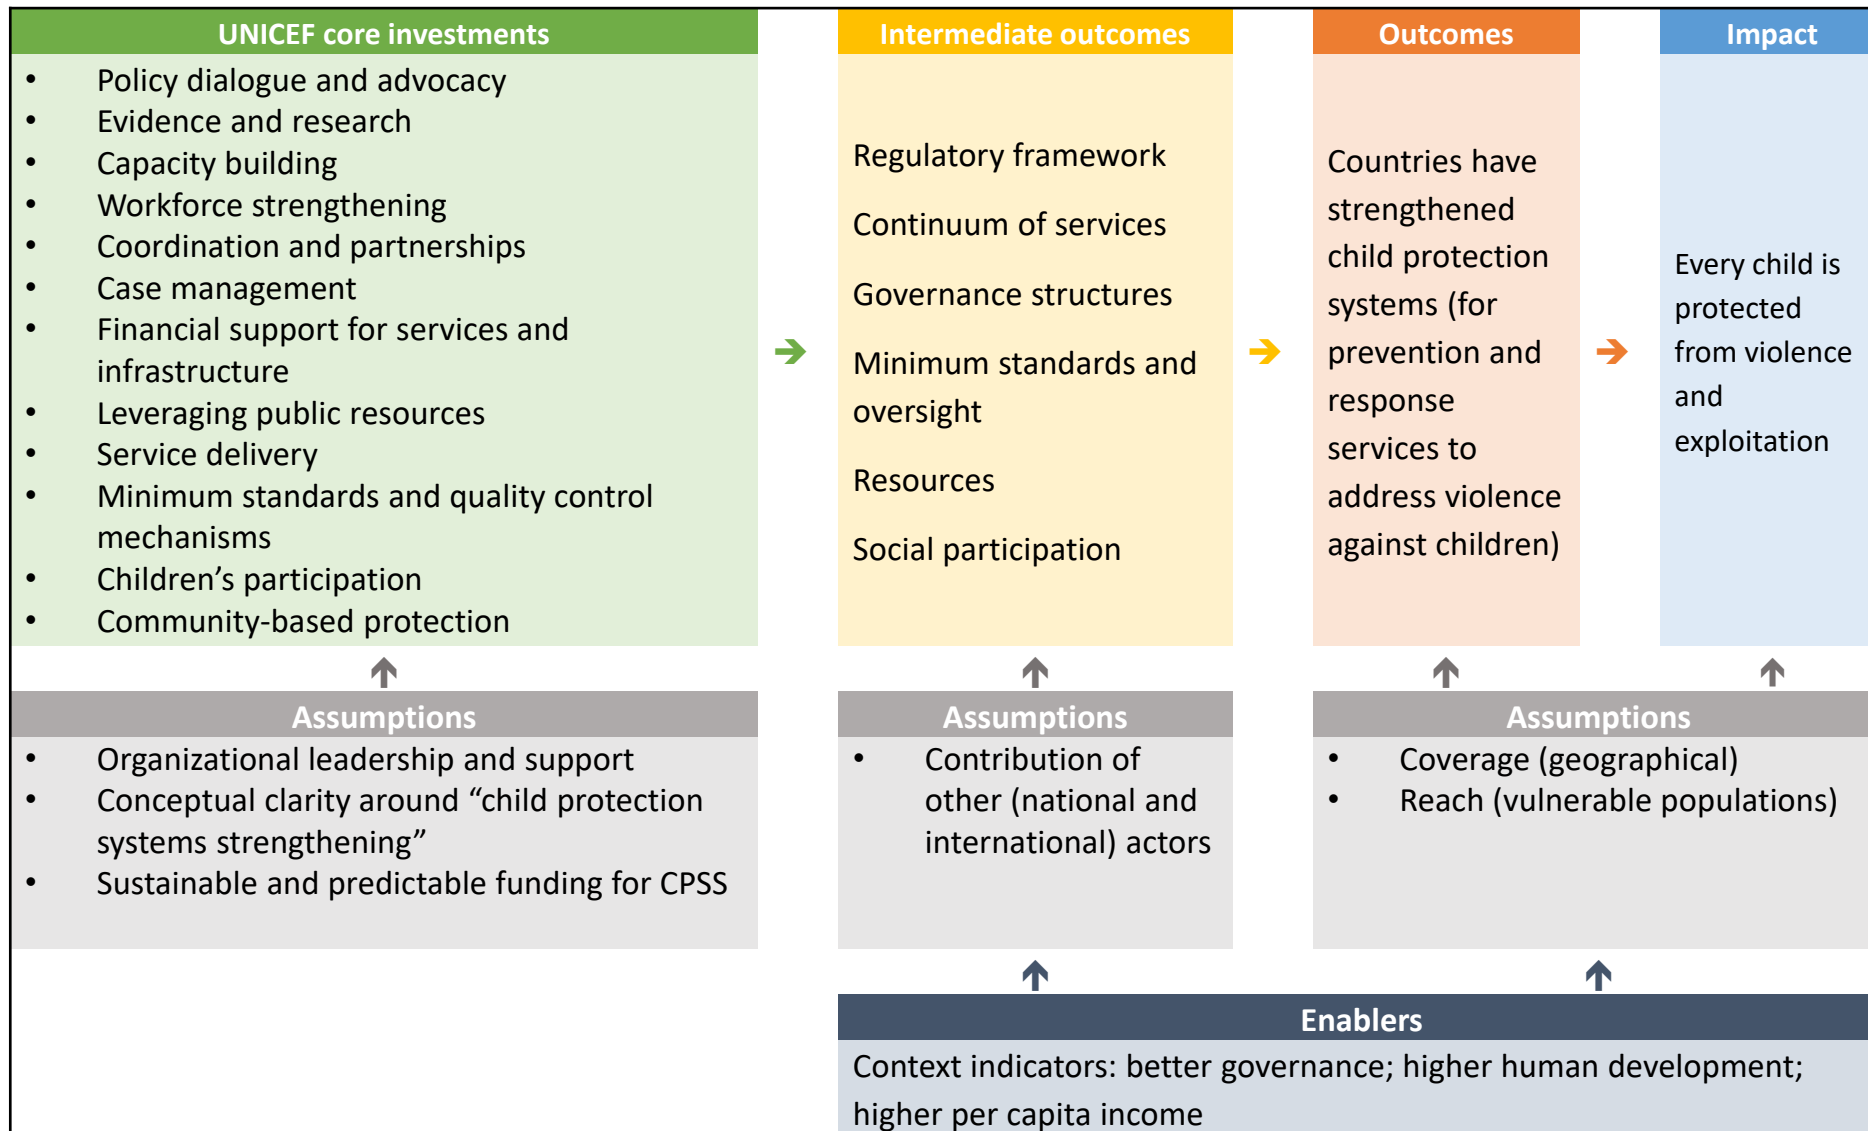 UNICEF core investments
• Policy dialogue and advocacy
• Evidence and research
• Capacity building
• Workforce strengthening
• Coordination and partnerships
• Case management
• Financial support for services and
infrastructure
• Leveraging public resources
• Service delivery
• Minimum standards and quality control
mechanisms
• Children’s participation
• Community-based protection
Intermediate outcomes
Regulatory framework
Continuum of services
Governance structures
Minimum standards and
oversight
Resources
Social participation
Outcomes
Countries have
strengthened
child protection
systems (for
prevention and
response
services to
address violence
against children)
Impact
Every child is
protected
from violence
and
exploitation
Assumptions
• Organizational leadership and support
• Conceptual clarity around “child protection
systems strengthening”
• Sustainable and predictable funding for CPSS
Assumptions
• Contribution of
other (national and
international) actors
Assumptions
• Coverage (geographical)
• Reach (vulnerable populations)
Enablers
Context indicators: better governance; higher human development;
higher per capita income